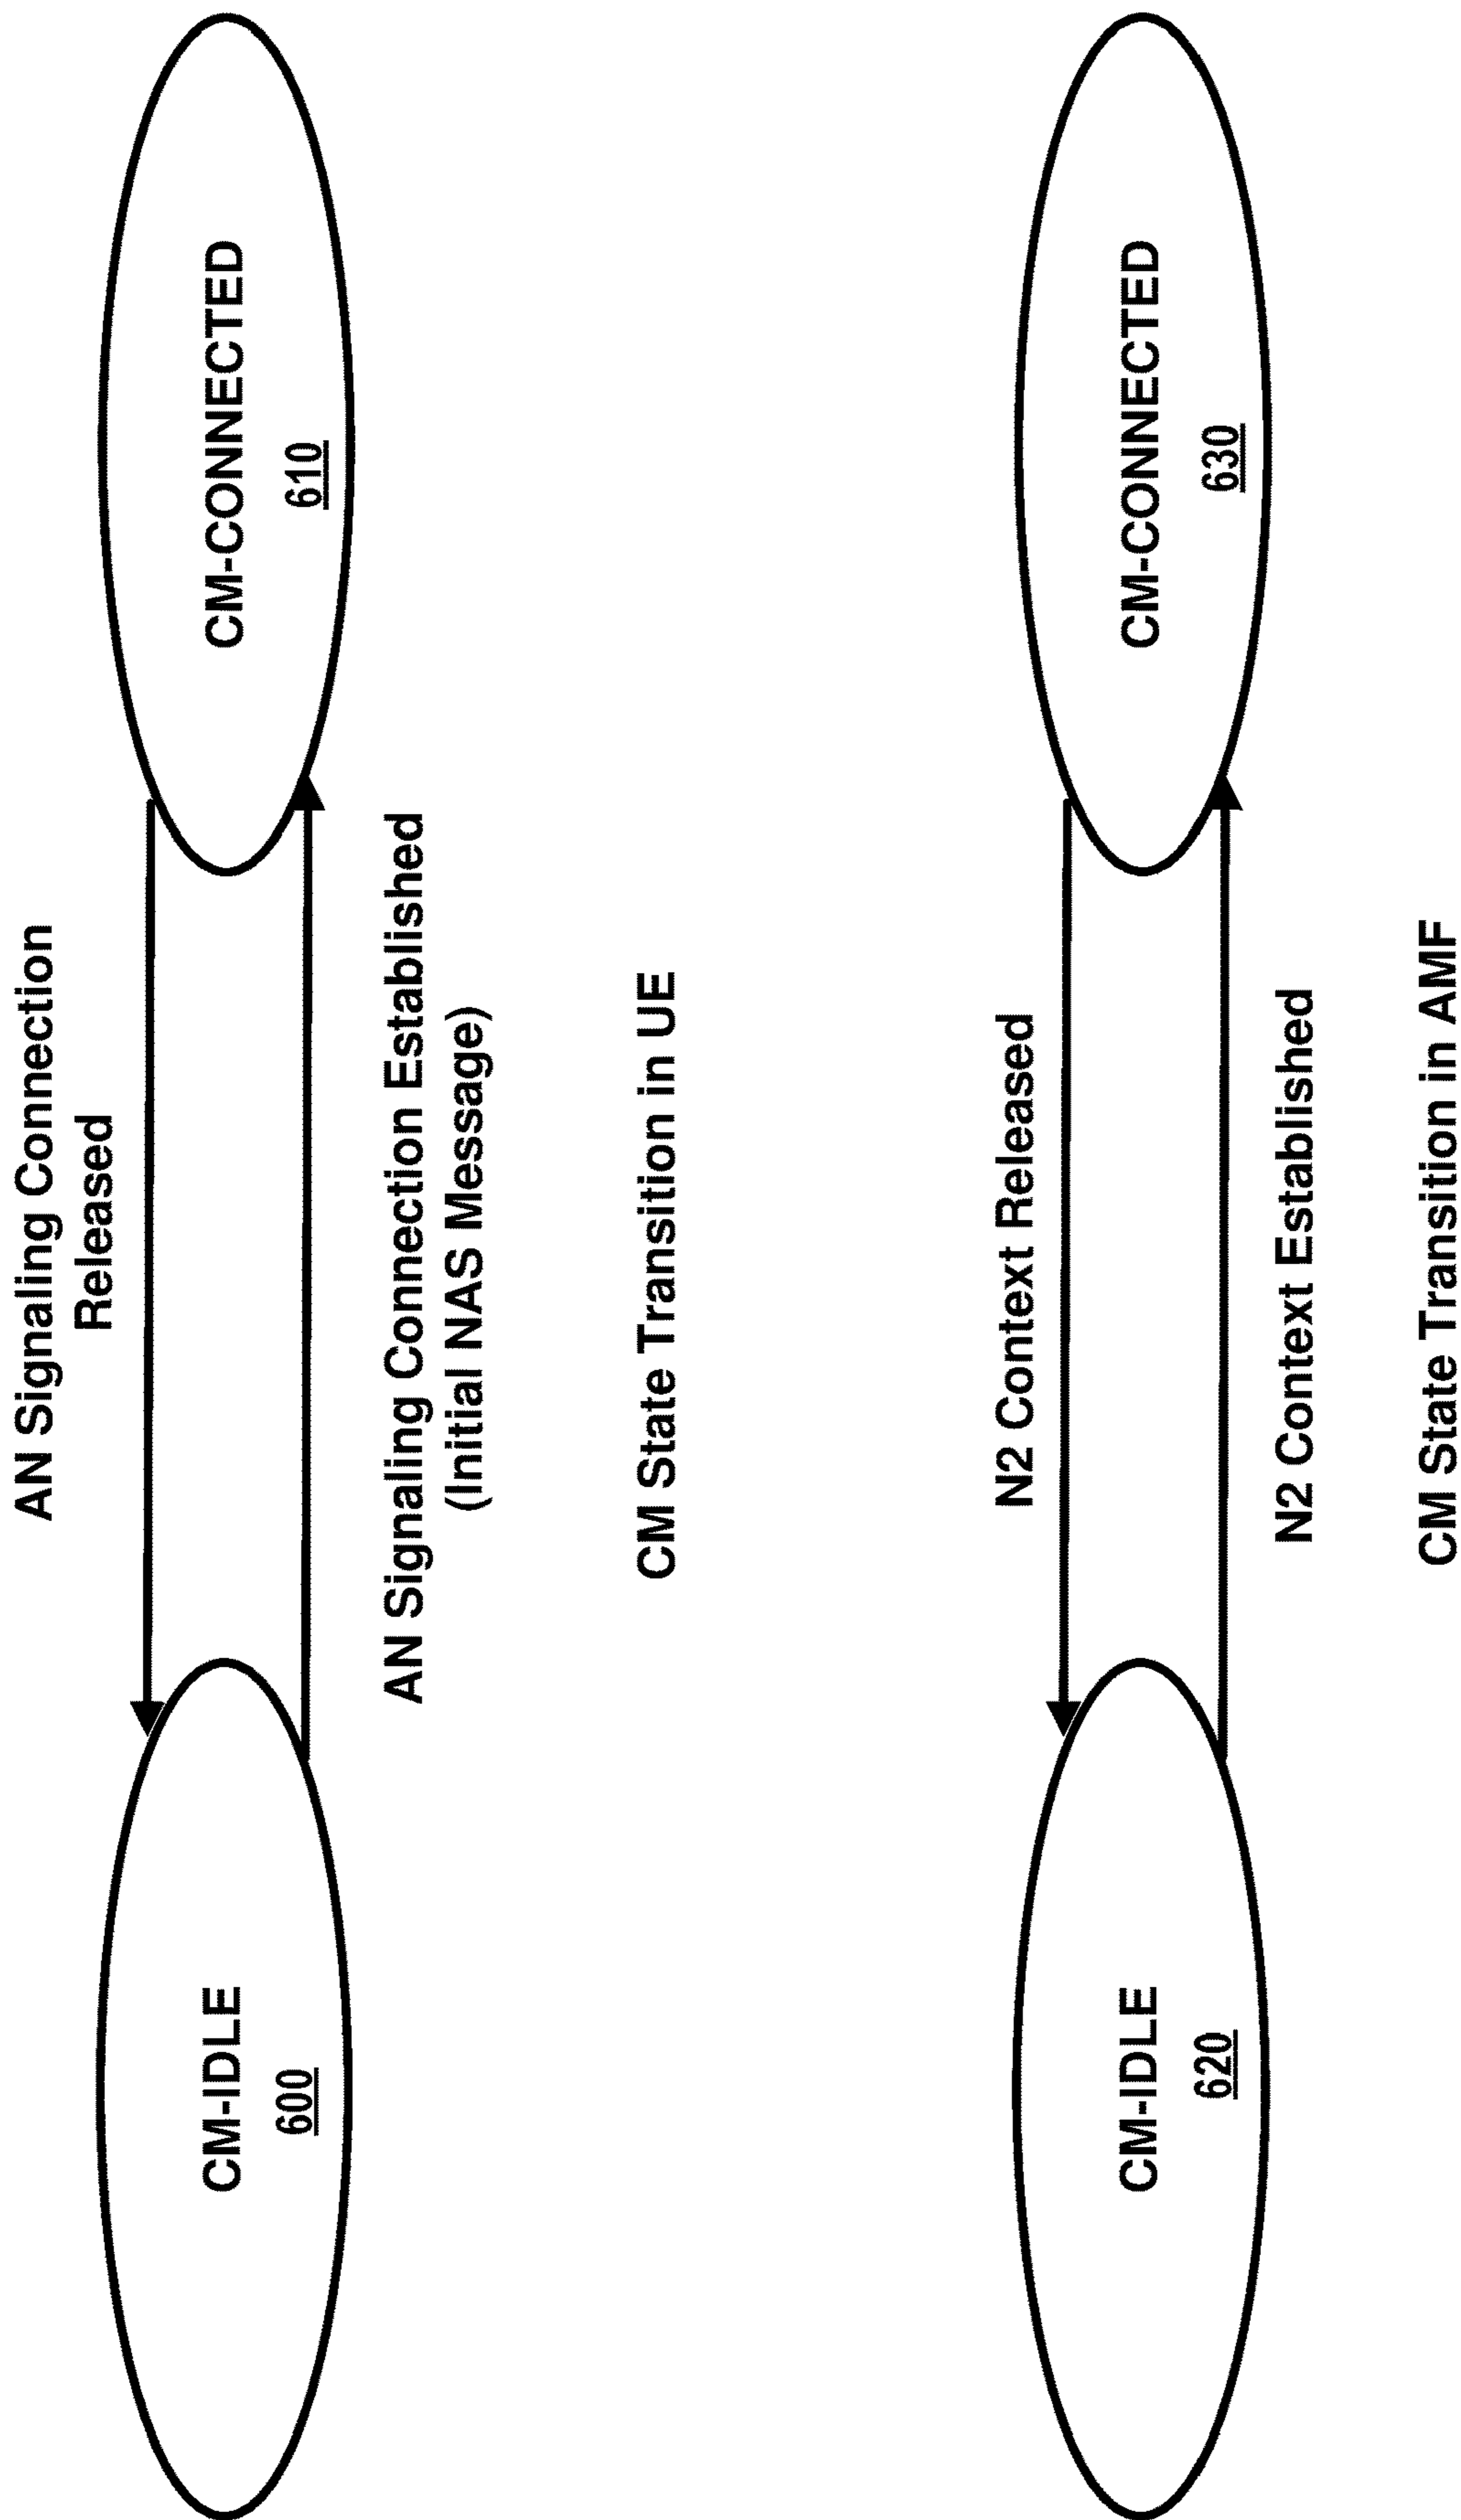 AN Signaling Connection
Released
CM-IDLE
600
CM-CONNECTED
610
AN Signaling Connection Established
(Initial NAS Message)
CM State Transition in UE
N2 Context Released
CM-IDLE
620
CM-CONNECTED
630
N2 Context Established
CM State Transition in AMF